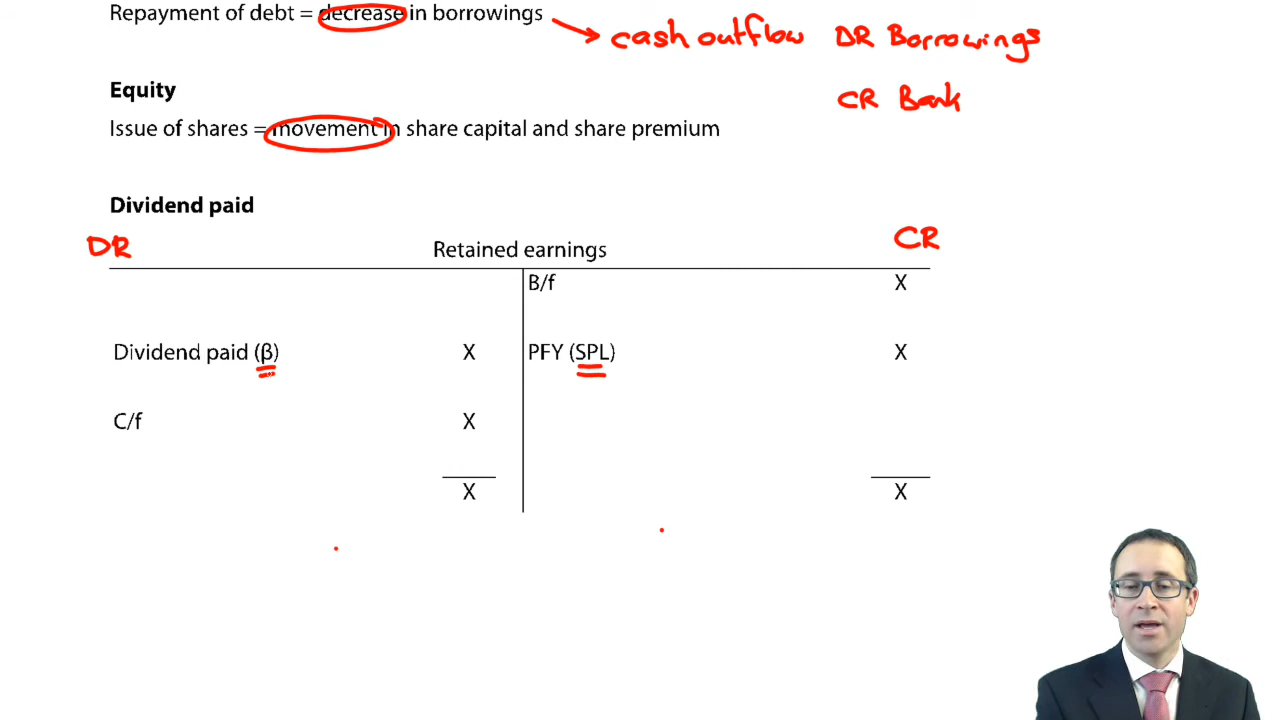 Repayment of debt = decrease in borrowings
cash outflow DR Borrowings
Equity
CR Bank
Issue of shares = movement in share capital and share premium
Dividend paid
DR Retained earnings CR
B/f X
Dividend paid (β) X PFY (SPL) X
C/f X
X X